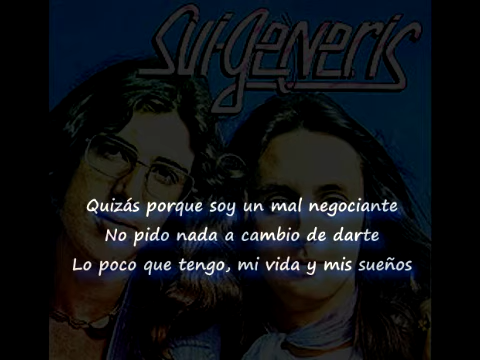 Sui-Generis
Quizás porque soy un mal negociante
No pido nada a cambio de darte
Lo poco que tengo, mi vida y mis sueños